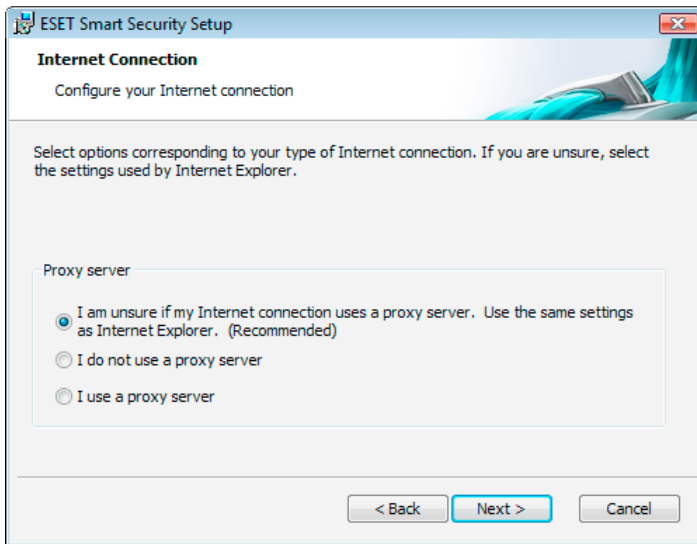 ESET Smart Security Setup
Internet Connection
Configure your Internet connection
Select options corresponding to your type of Internet connection. If you are unsure, select
the settings used by Internet Explorer.
Proxy server
I am unsure if my Internet connection uses a proxy server.  Use the same settings
as Internet Explorer.  (Recommended)
I do not use a proxy server
I use a proxy server
< Back
Next >
Cancel